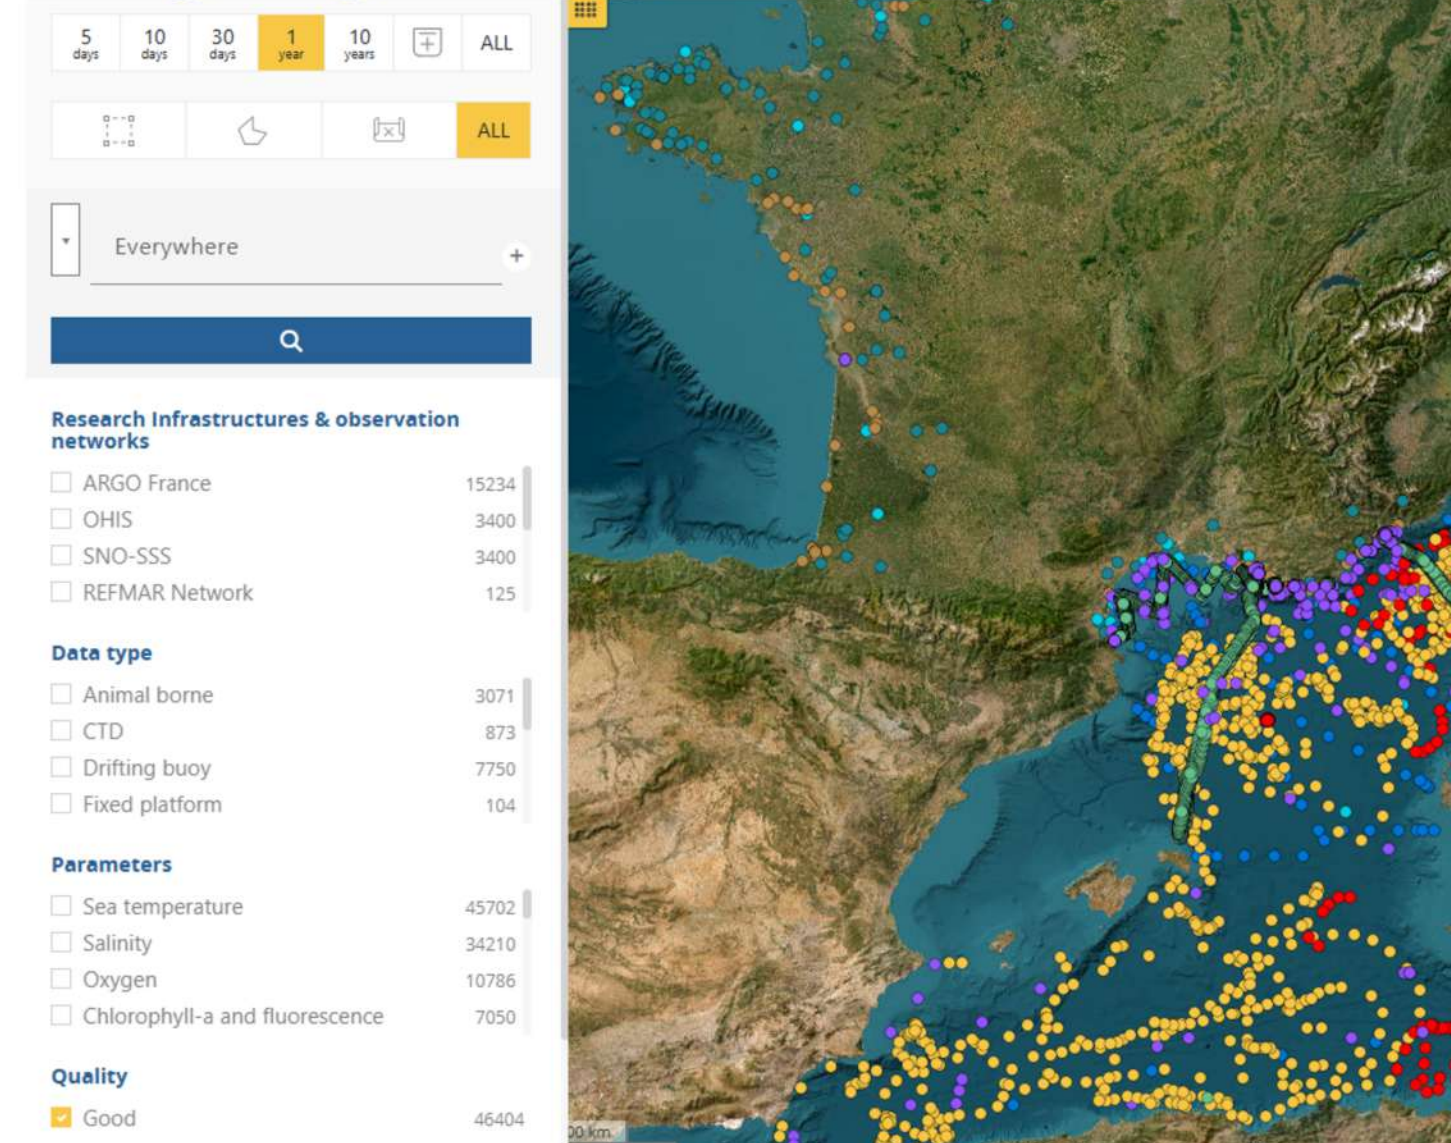 5 days
10 days
30 days
1 year
10 years
ALL
ALL
Everywhere
Research Infrastructures & observation
networks
ARGO France 15234
OHIS 3400
SNO-SSS 3400
REFMAR Network 125
Data type
Animal borne 3071
CTD 873
Drifting buoy 7750
Fixed platform 104
Parameters
Sea temperature 45702
Salinity 34210
Oxygen 10786
Chlorophyll-a and fluorescence 7050
Quality
Good 46404
00 km